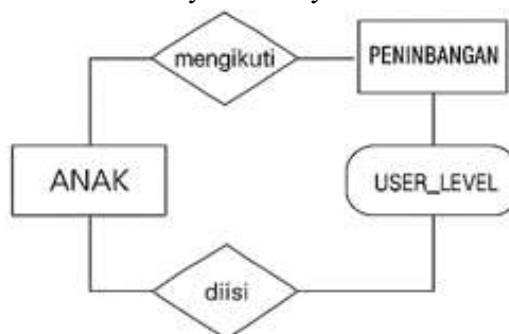 mengikuti
PENINBANGAN
ANAK
USER_LEVEL
diisi